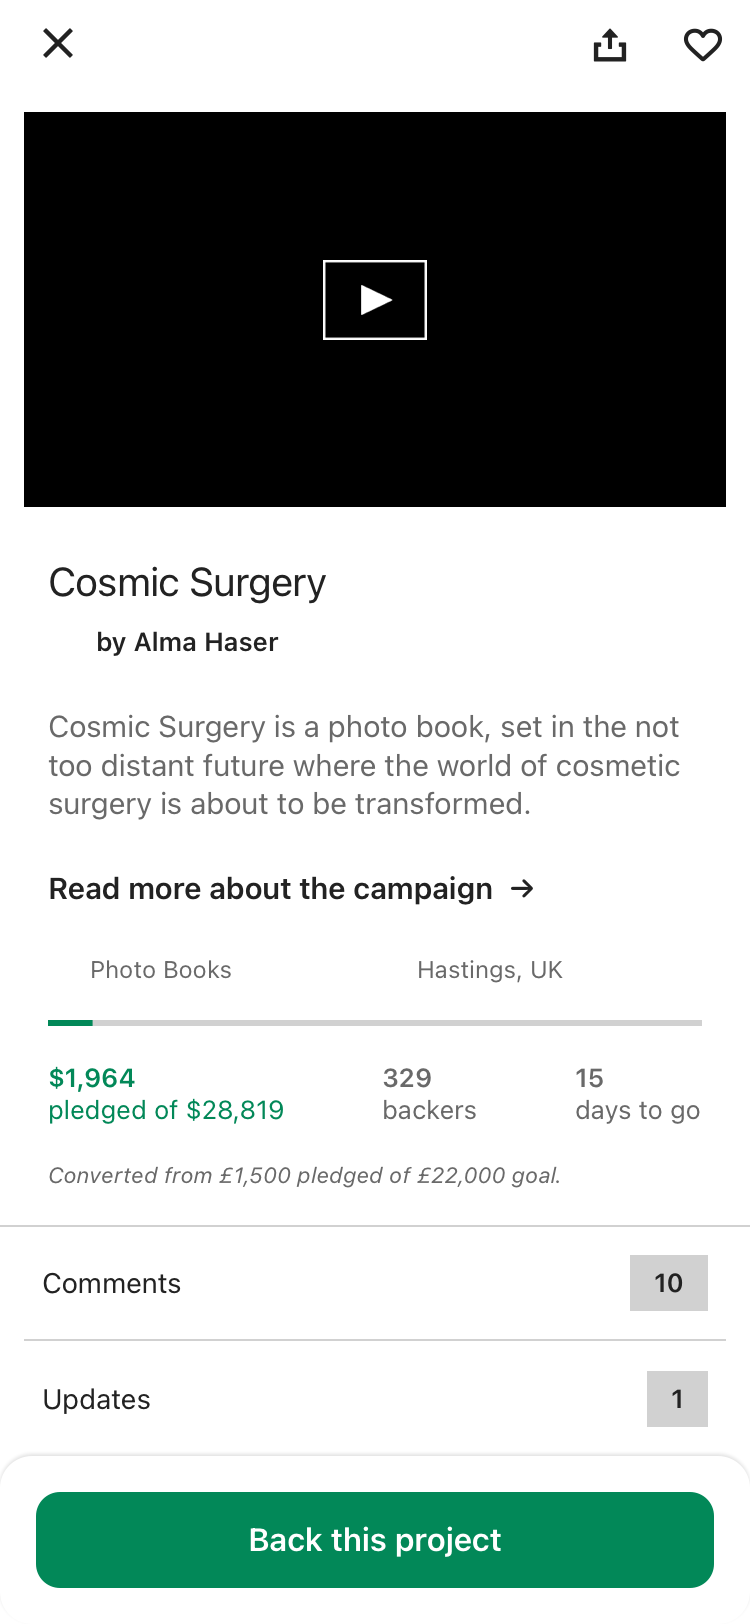 Cosmic Surgery
by Alma Haser
Cosmic Surgery is a photo book, set in the not
too distant future where the world of cosmetic
surgery is about to be transformed.
Read more about the campaign →
Photo Books
Hastings, UK
$1,964
pledged of $28,819
329
backers
15
days to go
Converted from £1,500 pledged of £22,000 goal.
Comments
10
Updates
1
Back this project